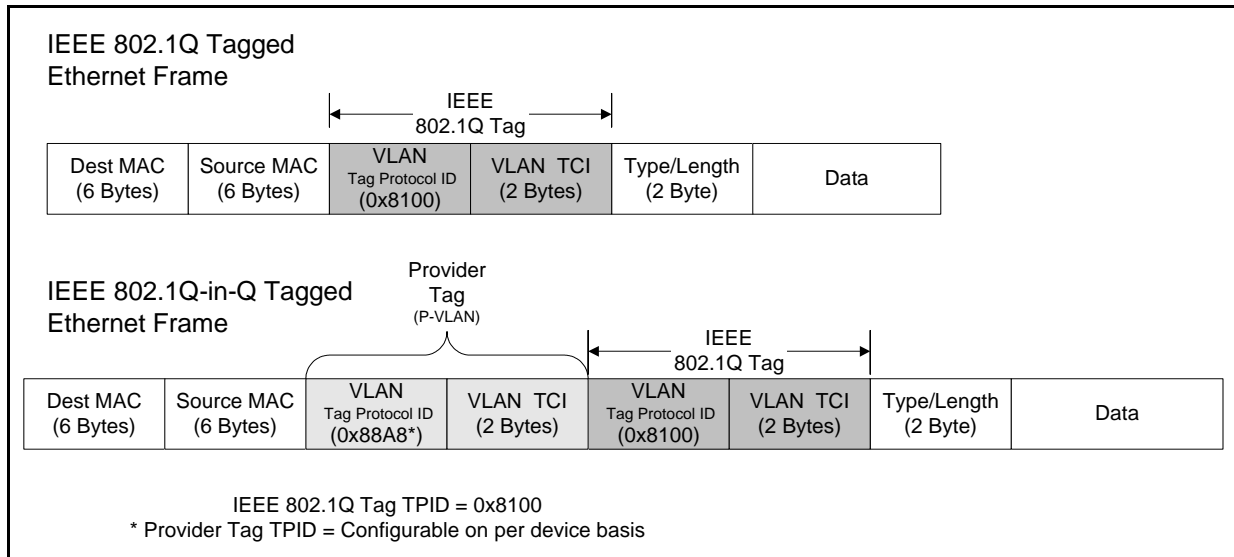 IEEE 802.1Q Tagged
Ethernet Frame
IEEE
802.1Q Tag
Dest MAC
(6 Bytes)
Source MAC
(6 Bytes)
VLAN
Tag Protocol ID
(0x8100)
VLAN TCI
(2 Bytes)
Type/Length
(2 Byte)
Data
Provider
Tag
(P-VLAN)
IEEE 802.1Q-in-Q Tagged
Ethernet Frame
IEEE
802.1Q Tag
Dest MAC
(6 Bytes)
Source MAC
(6 Bytes)
VLAN
Tag Protocol ID
(0x88A8*)
VLAN TCI
(2 Bytes)
VLAN
Tag Protocol ID
(0x8100)
VLAN TCI
(2 Bytes)
Type/Length
(2 Byte)
Data
IEEE 802.1Q Tag TPID = 0x8100
* Provider Tag TPID = Configurable on per device basis